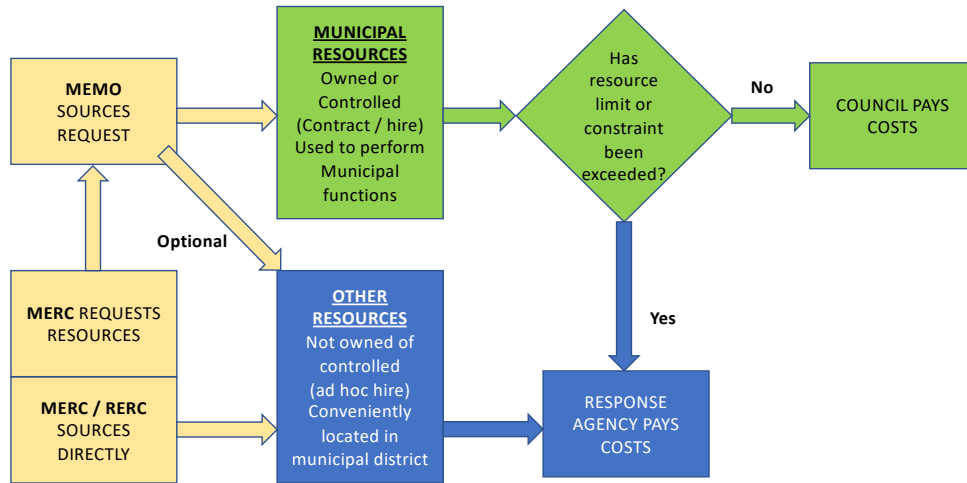 MEMO
SOURCES
REQUEST
MUNICIPAL
RESOURCES
Owned or
Controlled
(Contract / hire)
Used to perform
Municipal
functions
Has
resource
limit or
constraint
been
exceeded?
No
COUNCIL PAYS
COSTS
Optional
MERC REQUESTS
RESOURCES
MERC / RERC
SOURCES
DIRECTLY
OTHER
RESOURCES
Not owned of
controlled
(ad hoc hire)
Conveniently
located in
municipal district
Yes
RESPONSE
AGENCY PAYS
COSTS